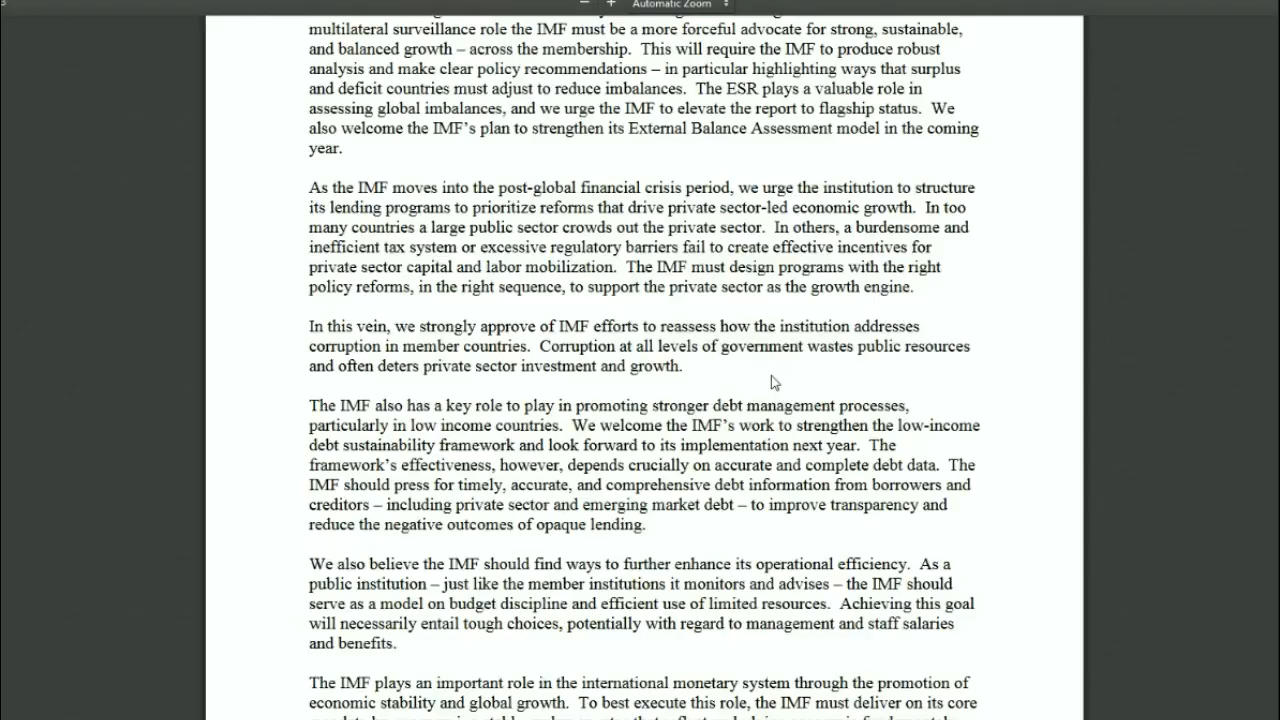 Automatic Zoom
multilateral surveillance role the IMF must be a more forceful advocate for strong, sustainable,
and balanced growth – across the membership.  This will require the IMF to produce robust
analysis and make clear policy recommendations – in particular highlighting ways that surplus
and deficit countries must adjust to reduce imbalances.  The ESR plays a valuable role in
assessing global imbalances, and we urge the IMF to elevate the report to flagship status.  We
also welcome the IMF’s plan to strengthen its External Balance Assessment model in the coming
year.
As the IMF moves into the post-global financial crisis period, we urge the institution to structure
its lending programs to prioritize reforms that drive private sector-led economic growth.  In too
many countries a large public sector crowds out the private sector.  In others, a burdensome and
inefficient tax system or excessive regulatory barriers fail to create effective incentives for
private sector capital and labor mobilization.  The IMF must design programs with the right
policy reforms, in the right sequence, to support the private sector as the growth engine.
In this vein, we strongly approve of IMF efforts to reassess how the institution addresses
corruption in member countries.  Corruption at all levels of government wastes public resources
and often deters private sector investment and growth.
The IMF also has a key role to play in promoting stronger debt management processes,
particularly in low income countries.  We welcome the IMF’s work to strengthen the low-income
debt sustainability framework and look forward to its implementation next year.  The
framework’s effectiveness, however, depends crucially on accurate and complete debt data.  The
IMF should press for timely, accurate, and comprehensive debt information from borrowers and
creditors – including private sector and emerging market debt – to improve transparency and
reduce the negative outcomes of opaque lending.
We also believe the IMF should find ways to further enhance its operational efficiency.  As a
public institution – just like the member institutions it monitors and advises – the IMF should
serve as a model on budget discipline and efficient use of limited resources.  Achieving this goal
will necessarily entail tough choices, potentially with regard to management and staff salaries
and benefits.
The IMF plays an important role in the international monetary system through the promotion of
economic stability and global growth.  To best execute this role, the IMF must deliver on its core